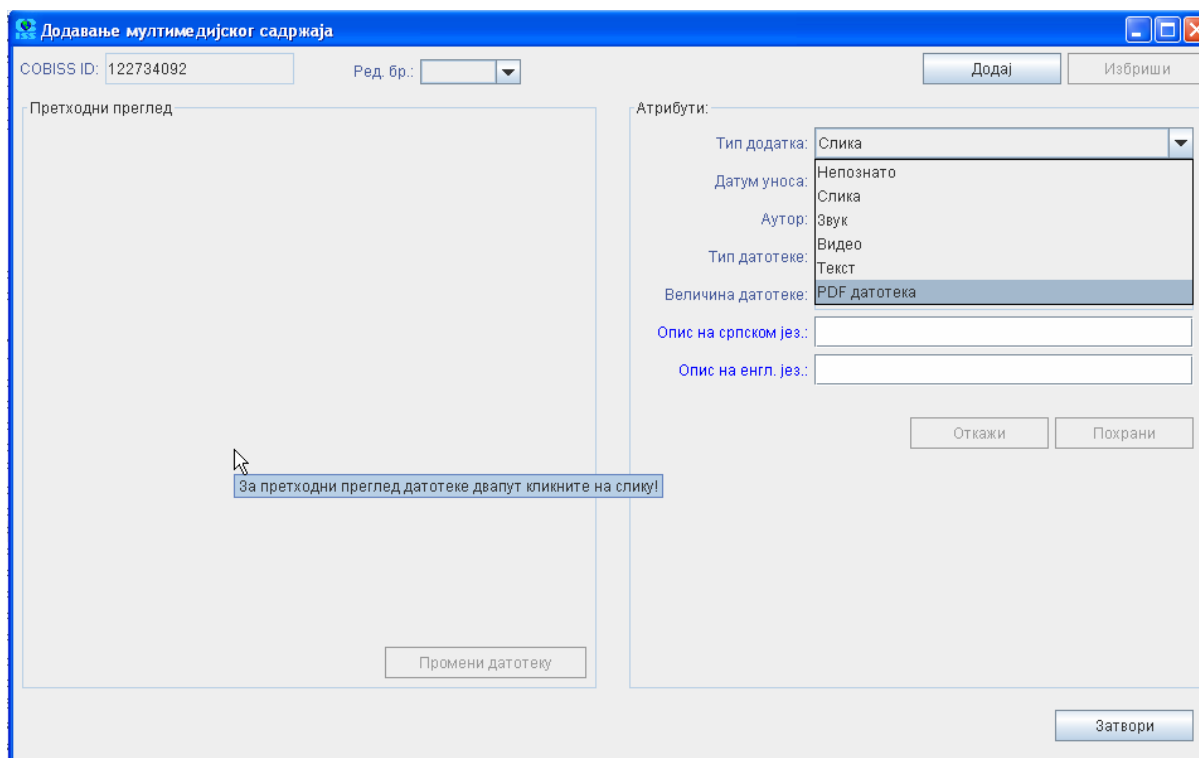 Додавање мултимедијског садржаја
COBISS ID: 122734092
Ред. бр.:
Додај
Избриши
Претходни преглед
За претходни преглед датотеке двапут кликните на слику!
Промени датотеку
Атрибути:
Тип додатка: Слика
Непознато
Датум уноса:
Слика
Аутор:
Звук
Видео
Тип датотеке:
Текст
Величина датотеке:
PDF датотека
Опис на српском јез.:
Опис на енгл. јез.:
Откажи
Похрани
Затвори